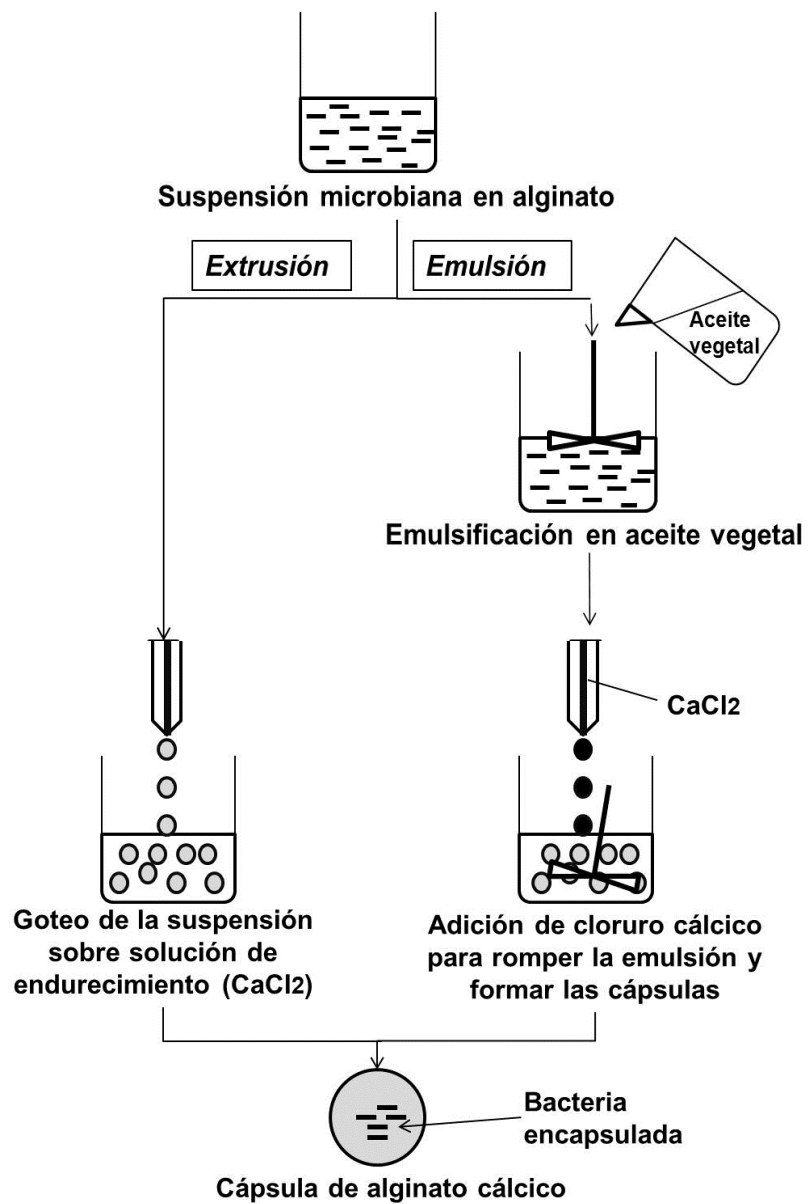 Suspensión microbiana en alginato
Extrusión
Emulsión
Aceite
vegetal
Emulsificación en aceite vegetal
CaCl2
Goteo de la suspensión
sobre solución de
endurecimiento (CaCl2)
Adición de cloruro cálcico
para romper la emulsión y
formar las cápsulas
Bacteria
encapsulada
Cápsula de alginato cálcico